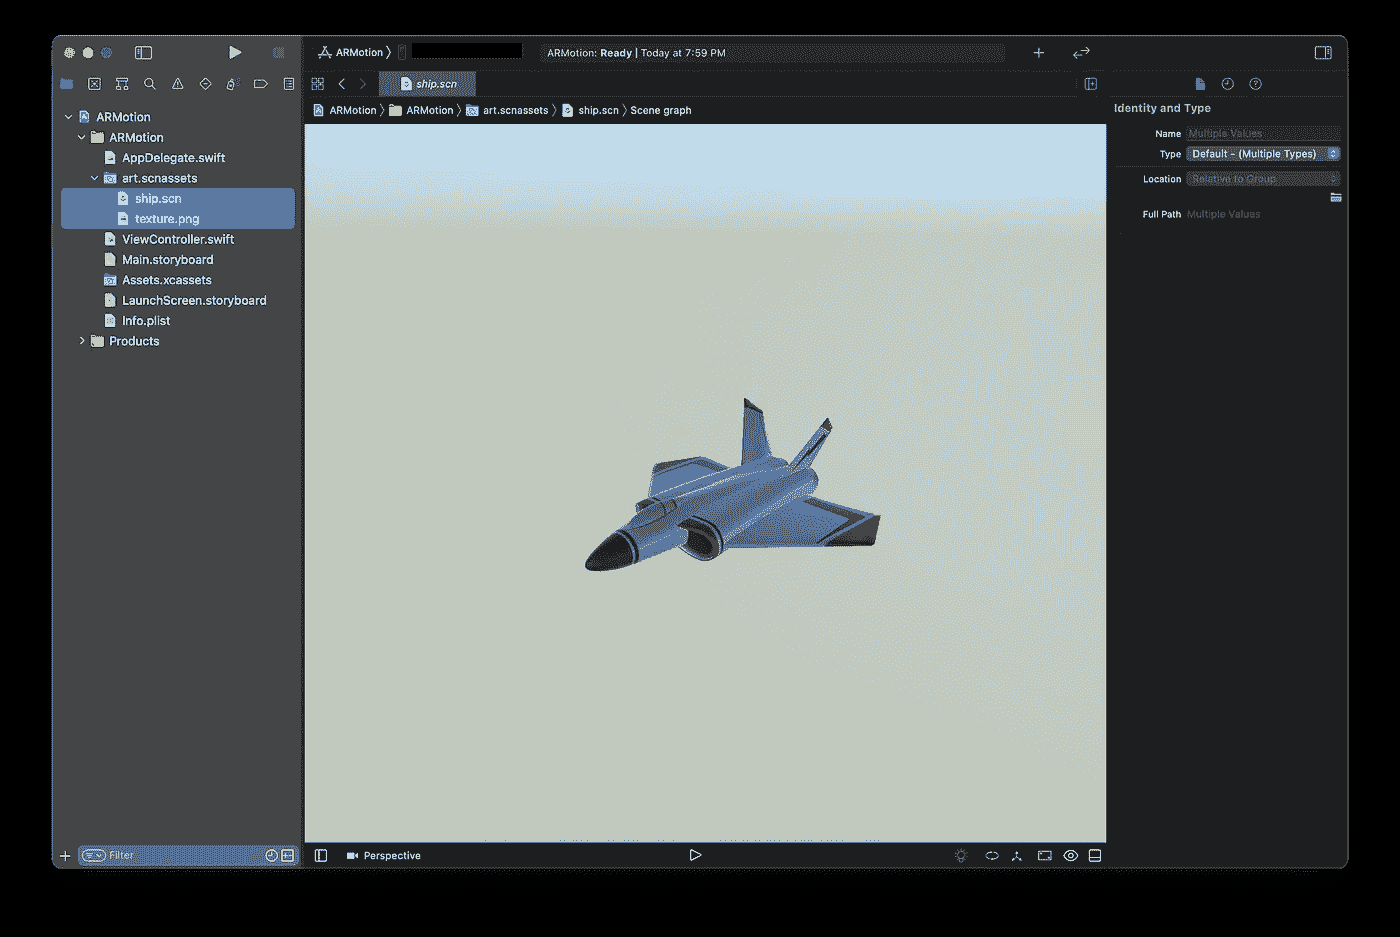 ARMotion
ARMotion: Ready | Today at 7:59 PM
ship.scn
ARMotion ARMotion art.scnassets ship.scn Scene graph
Identity and Type
Name Multiple Values
Type Default - (Multiple Types)
Location Relative to Group
Full Path Multiple Values
ARMotion
ARMotion
AppDelegate.swift
art.scnassets
ship.scn
texture.png
ViewController.swift
Main.storyboard
Assets.xcassets
LaunchScreen.storyboard
Info.plist
Products
Filter
Perspective